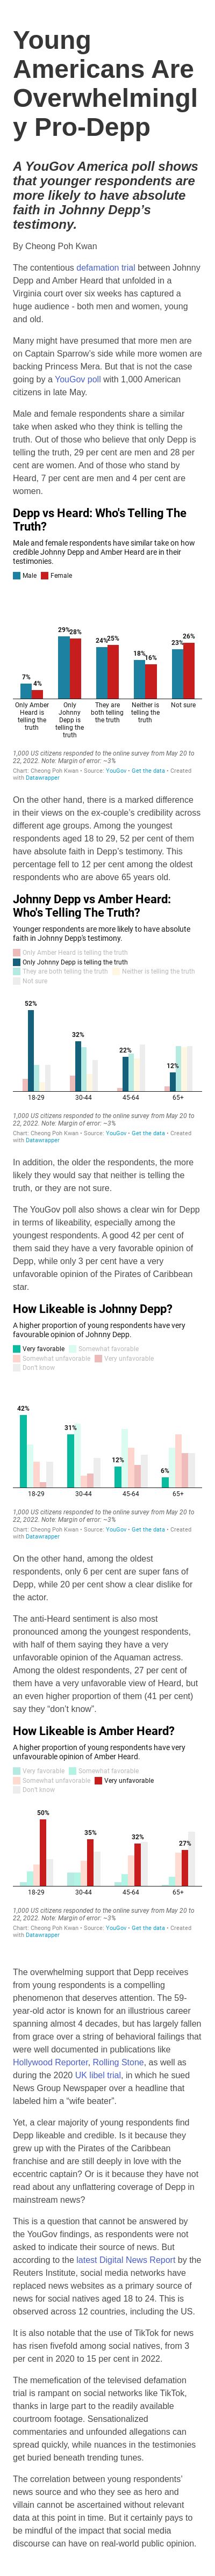 Young
Americans Are
Overwhelmingl
y Pro-Depp
A YouGov America poll shows
that younger respondents are
more likely to have absolute
faith in Johnny Depp’s
testimony.
By Cheong Poh Kwan
The contentious defamation trial between Johnny
Depp and Amber Heard that unfolded in a
Virginia court over six weeks has captured a
huge audience - both men and women, young
and old.
Many might have presumed that more men are
on Captain Sparrow’s side while more women are
backing Princess Mera. But that is not the case
going by a YouGov poll with 1,000 American
citizens in late May.
Male and female respondents share a similar
take when asked who they think is telling the
truth. Out of those who believe that only Depp is
telling the truth, 29 per cent are men and 28 per
cent are women. And of those who stand by
Heard, 7 per cent are men and 4 per cent are
women.
Depp vs Heard: Who's Telling The
Truth?
Male and female respondents have similar take on how
credible Johnny Depp and Amber Heard are in their
testimonies.
Male Female
7% 4% 29% 28% 24% 25% 18% 16% 23% 26%
Only Amber
Heard is
telling the
truth
Only
Johnny
Depp is
telling the
truth
They are
both telling
the truth
Neither is
telling the
truth
Not sure
1,000 US citizens responded to the online survey from May 20 to
22, 2022. Note: Margin of error: ~3%
Chart: Cheong Poh Kwan • Source: YouGov • Get the data • Created
with Datawrapper
On the other hand, there is a marked difference
in their views on the ex-couple’s credibility across
different age groups. Among the youngest
respondents aged 18 to 29, 52 per cent of them
have absolute faith in Depp’s testimony. This
percentage fell to 12 per cent among the oldest
respondents who are above 65 years old.
Johnny Depp vs Amber Heard:
Who's Telling The Truth?
Younger respondents are more likely to have absolute
faith in Johnny Depp's testimony.
Only Amber Heard is telling the truth
Only Johnny Depp is telling the truth
They are both telling the truth Neither is telling the truth
Not sure
52% 32% 22% 12%
18-29 30-44 45-64 65+
1,000 US citizens responded to the online survey from May 20 to
22, 2022. Note: Margin of error: ~3%
Chart: Cheong Poh Kwan • Source: YouGov • Get the data • Created
with Datawrapper
In addition, the older the respondents, the more
likely they would say that neither is telling the
truth, or they are not sure.
The YouGov poll also shows a clear win for Depp
in terms of likeability, especially among the
youngest respondents. A good 42 per cent of
them said they have a very favorable opinion of
Depp, while only 3 per cent have a very
unfavorable opinion of the Pirates of Caribbean
star.
How Likeable is Johnny Depp?
A higher proportion of young respondents have very
favourable opinion of Johnny Depp.
Very favorable Somewhat favorable
Somewhat unfavorable Very unfavorable
Don't know
42% 31% 12% 6%
18-29 30-44 45-64 65+
1,000 US citizens responded to the online survey from May 20 to
22, 2022. Note: Margin of error: ~3%
Chart: Cheong Poh Kwan • Source: YouGov • Get the data • Created
with Datawrapper
On the other hand, among the oldest
respondents, only 6 per cent are super fans of
Depp, while 20 per cent show a clear dislike for
the actor.
The anti-Heard sentiment is also most
pronounced among the youngest respondents,
with half of them saying they have a very
unfavorable opinion of the Aquaman actress.
Among the oldest respondents, 27 per cent of
them have a very unfavorable view of Heard, but
an even higher proportion of them (41 per cent)
say they “don’t know”.
How Likeable is Amber Heard?
A higher proportion of young respondents have very
unfavourable opinion of Amber Heard.
Very favorable Somewhat favorable
Somewhat unfavorable Very unfavorable
Don't know
50% 35% 32% 27%
18-29 30-44 45-64 65+
1,000 US citizens responded to the online survey from May 20 to
22, 2022. Note: Margin of error: ~3%
Chart: Cheong Poh Kwan • Source: YouGov • Get the data • Created
with Datawrapper
The overwhelming support that Depp receives
from young respondents is a compelling
phenomenon that deserves attention. The 59-
year-old actor is known for an illustrious career
spanning almost 4 decades, but has largely fallen
from grace over a string of behavioral failings that
were well documented in publications like
Hollywood Reporter, Rolling Stone, as well as
during the 2020 UK libel trial, in which he sued
News Group Newspaper over a headline that
labeled him a “wife beater”.
Yet, a clear majority of young respondents find
Depp likeable and credible. Is it because they
grew up with the Pirates of the Caribbean
franchise and are still deeply in love with the
eccentric captain? Or is it because they have not
read about any unflattering coverage of Depp in
mainstream news?
This is a question that cannot be answered by
the YouGov findings, as respondents were not
asked to indicate their source of news. But
according to the latest Digital News Report by the
Reuters Institute, social media networks have
replaced news websites as a primary source of
news for social natives aged 18 to 24. This is
observed across 12 countries, including the US.
It is also notable that the use of TikTok for news
has risen fivefold among social natives, from 3
per cent in 2020 to 15 per cent in 2022.
The memefication of the televised defamation
trial is rampant on social networks like TikTok,
thanks in large part to the readily available
courtroom footage. Sensationalized
commentaries and unfounded allegations can
spread quickly, while nuances in the testimonies
get buried beneath trending tunes.
The correlation between young respondents’
news source and who they see as hero and
villain cannot be ascertained without relevant
data at this point in time. But it certainly pays to
be mindful of the impact that social media
discourse can have on real-world public opinion.